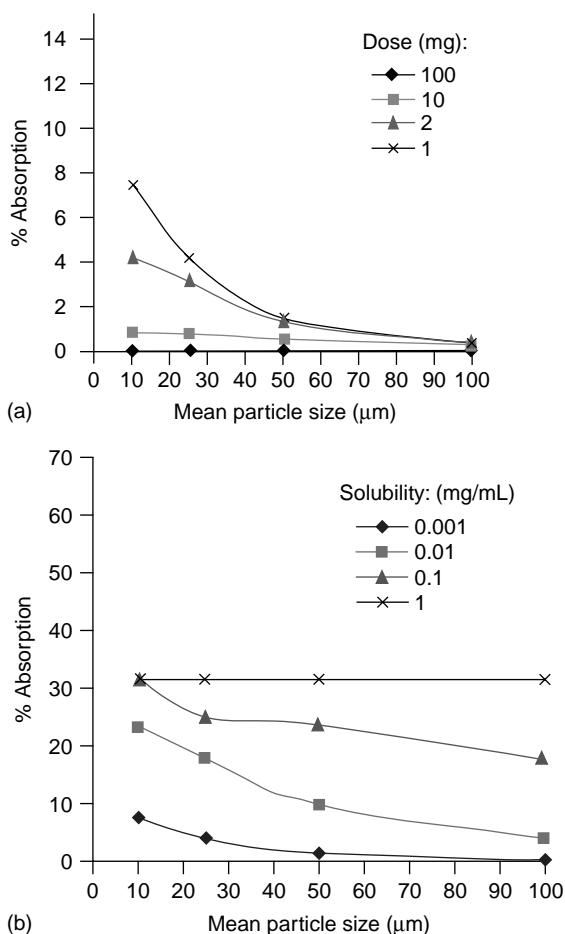 14
12
10
8
6
4
2
0
% Absorption
Dose (mg):
100
10
2
1
0 10 20 30 40 50 60 70 80 90 100
Mean particle size (μm)
(a)
70
60
50
40
30
20
10
0
% Absorption
Solubility: (mg/mL)
0.001
0.01
0.1
1
0 10 20 30 40 50 60 70 80 90 100
Mean particle size (μm)
(b)